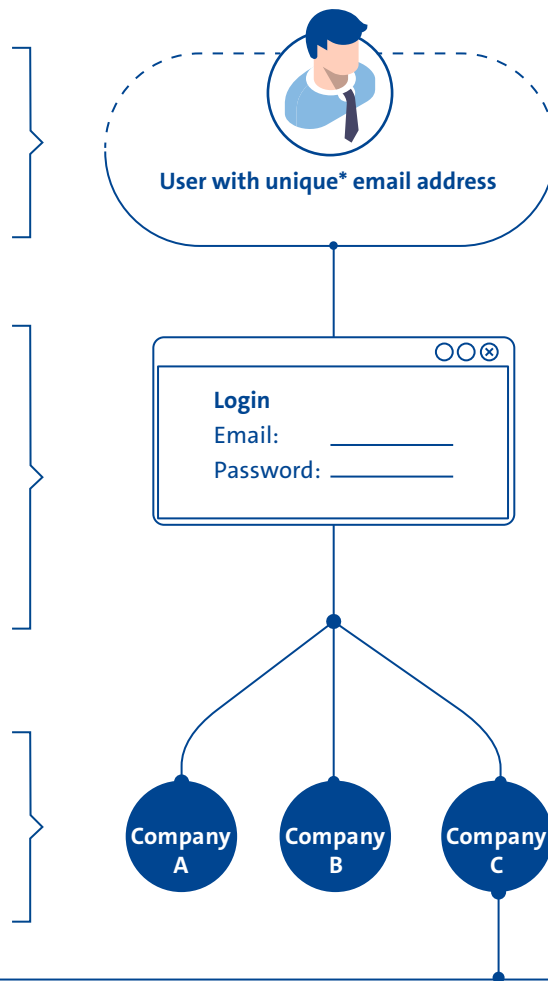 User with unique* email address
Login
Email:
Password:
Company
A
Company
B
Company
C